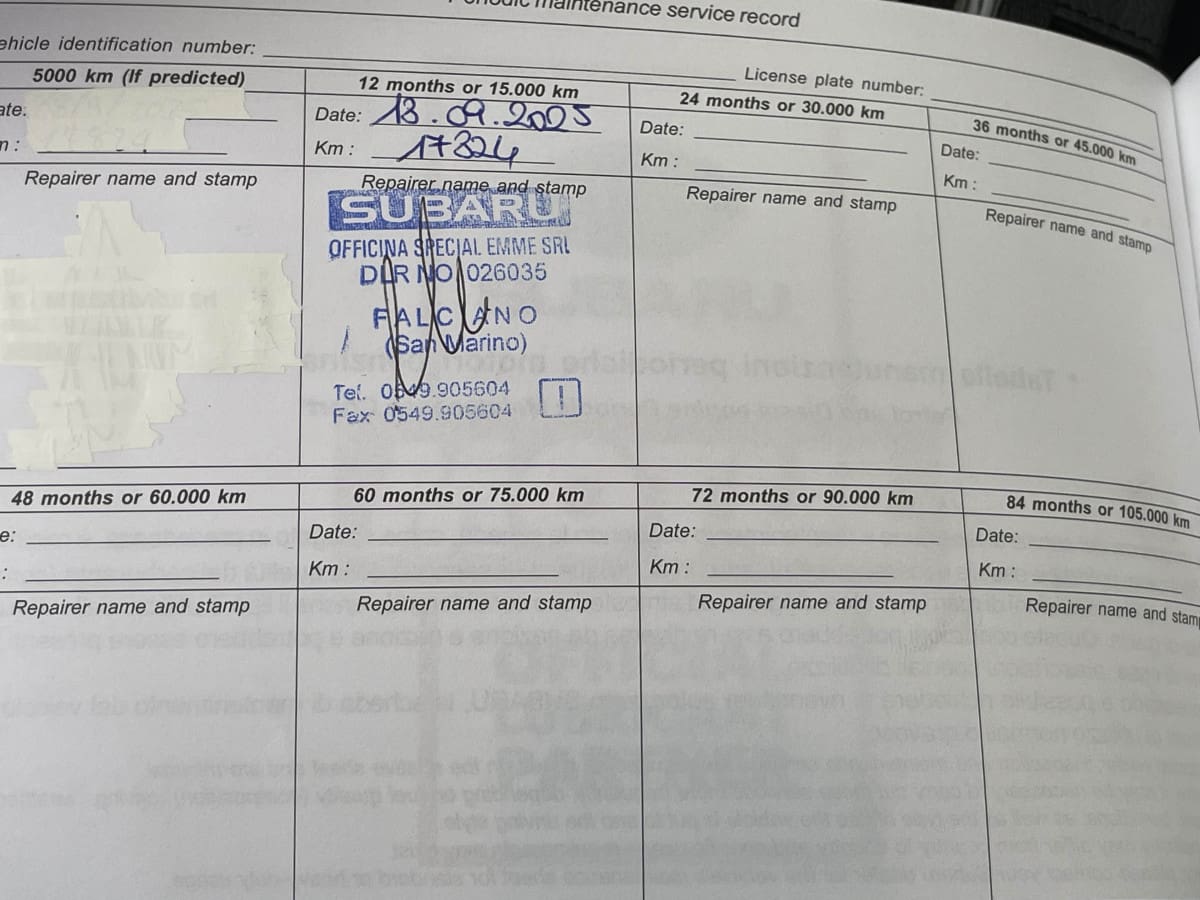 maintenance service record
ehicle identification number:
License plate number:
5000 km (If predicted)
ate:
m :
Repairer name and stamp
12 months or 15.000 km
Date: 18.09.2025
Km : 17824
Repairer name and stamp
SUBARU
OFFICINA SPECIAL EMME SRL
DLR NO 026035
FALCIANO
(San Marino)
Tel. 0549.905604
Fax 0549.905604
24 months or 30.000 km
Date:
Km :
Repairer name and stamp
36 months or 45.000 km
Date:
Km :
Repairer name and stamp
48 months or 60.000 km
e:
:
Repairer name and stamp
60 months or 75.000 km
Date:
Km :
Repairer name and stamp
72 months or 90.000 km
Date:
Km :
Repairer name and stamp
84 months or 105.000 km
Date:
Km :
Repairer name and stam